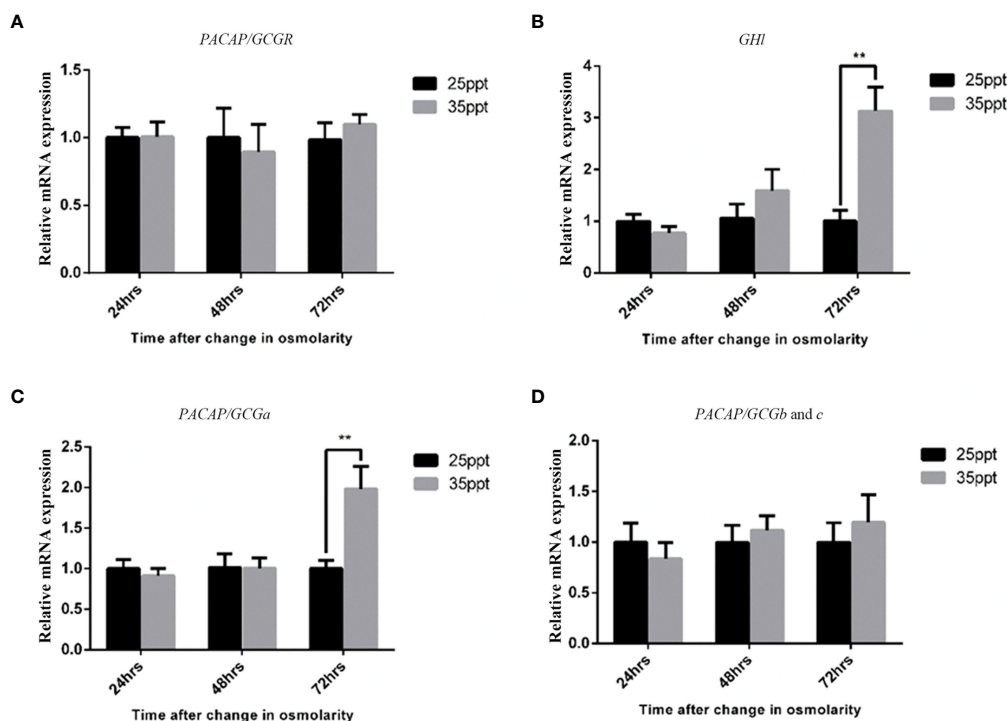 A
PACAP/GCGR
Relative mRNA expression
1.5
1.0
0.5
0.0
25ppt
35ppt
24hrs
48hrs
72hrs
Time after change in osmolarity
B
GHl
Relative mRNA expression
4
3
2
1
0
**
25ppt
35ppt
24hrs
48hrs
72hrs
Time after change in osmolarity
C
PACAP/GCGa
Relative mRNA expression
2.5
2.0
1.5
1.0
0.5
0.0
**
25ppt
35ppt
24hrs
48hrs
72hrs
Time after change in osmolarity
D
PACAP/GCGb and c
Relative mRNA expression
2.0
1.5
1.0
0.5
0.0
25ppt
35ppt
24hrs
48hrs
72hrs
Time after change in osmolarity